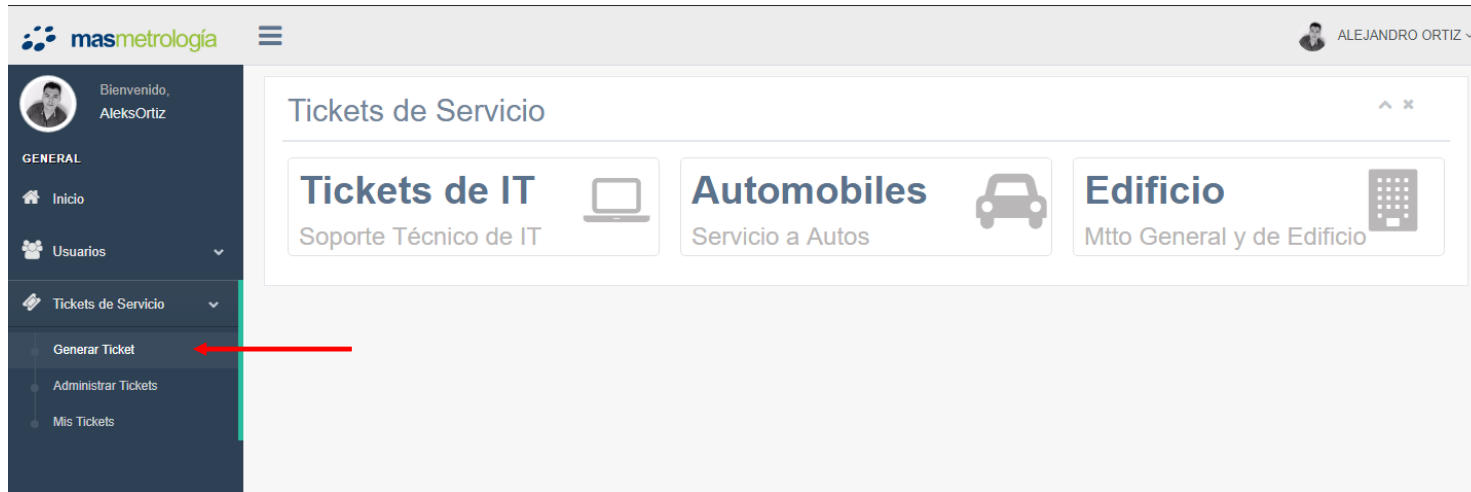 masmetrología
ALEJANDRO ORTIZ
Bienvenido,
AleksOrtiz
GENERAL
Inicio
Usuarios
Tickets de Servicio
Generar Ticket
Administrar Tickets
Mis Tickets
Tickets de Servicio
Tickets de IT
Soporte Técnico de IT
Automobiles
Servicio a Autos
Edificio
Mtto General y de Edificio